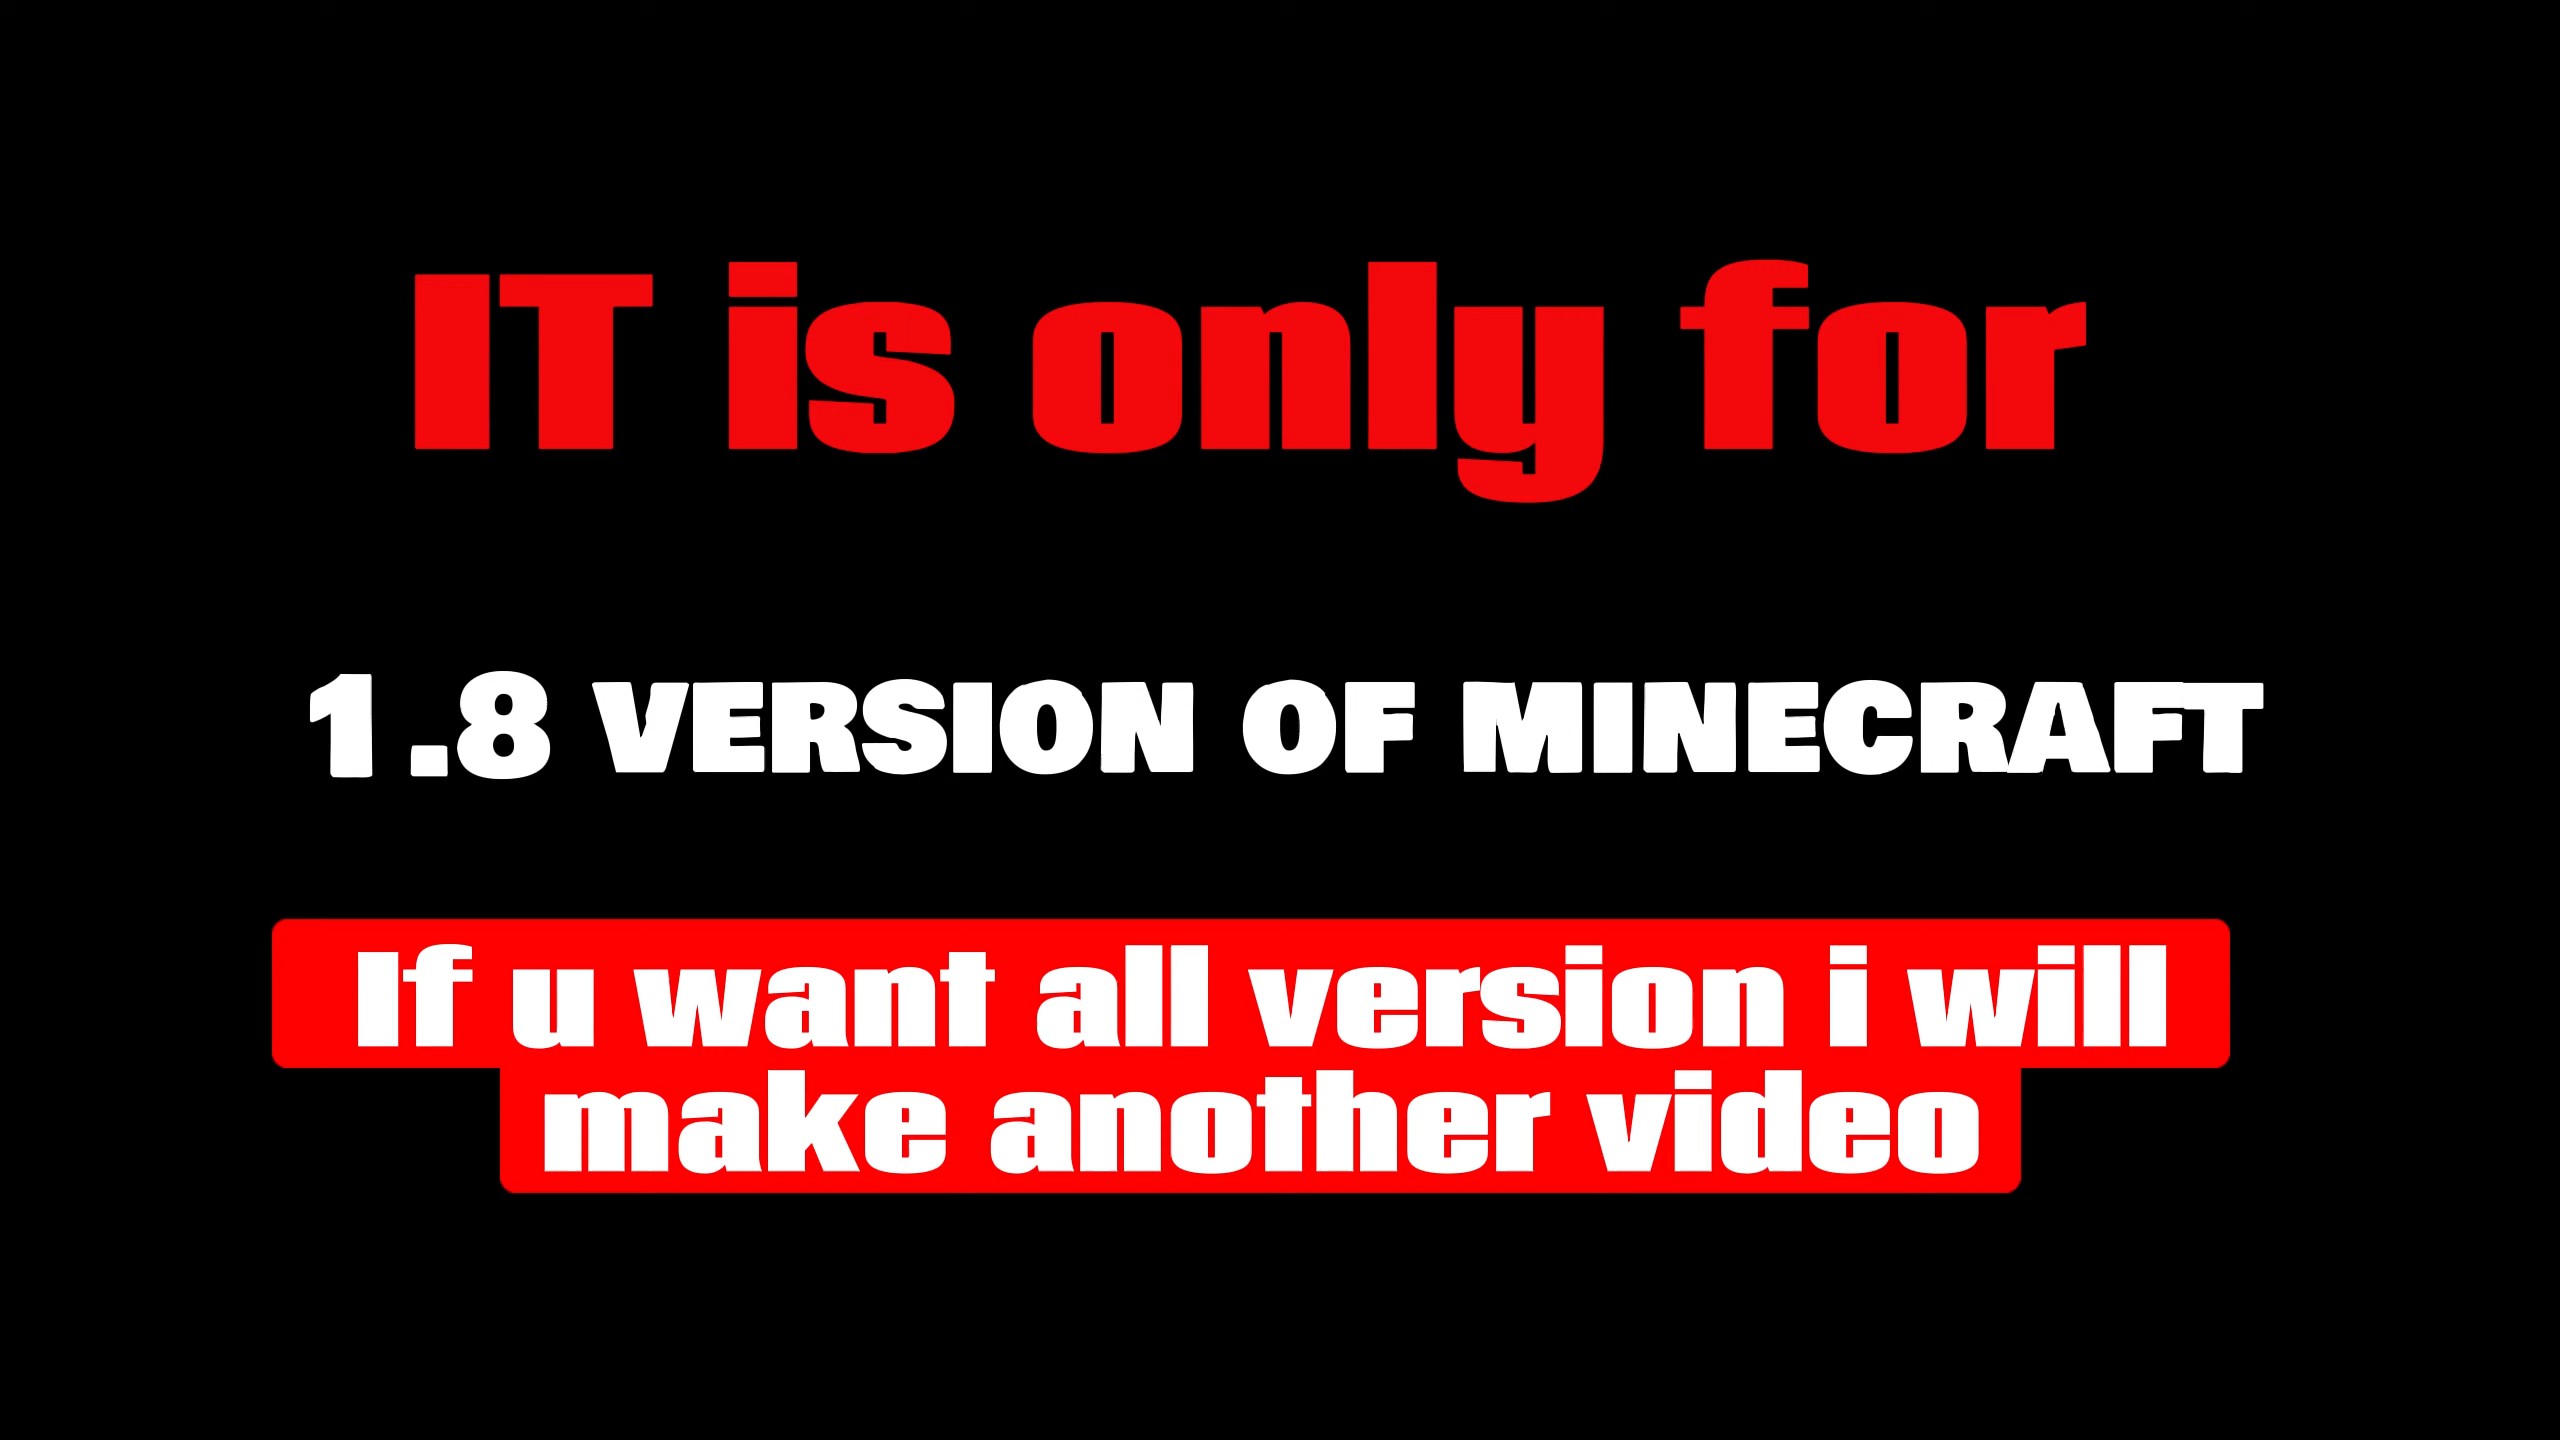 IT is only for
1.8 VERSION OF MINECRAFT
If u want all version i will
make another video